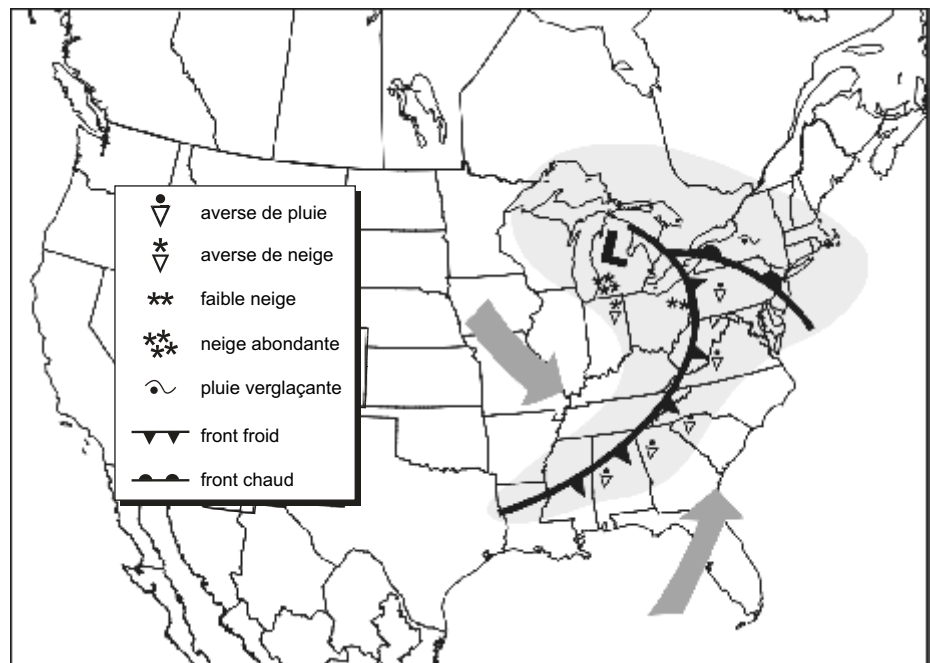 averse de pluie
averse de neige
faible neige
neige abondante
pluie verglaçante
front froid
front chaud
L